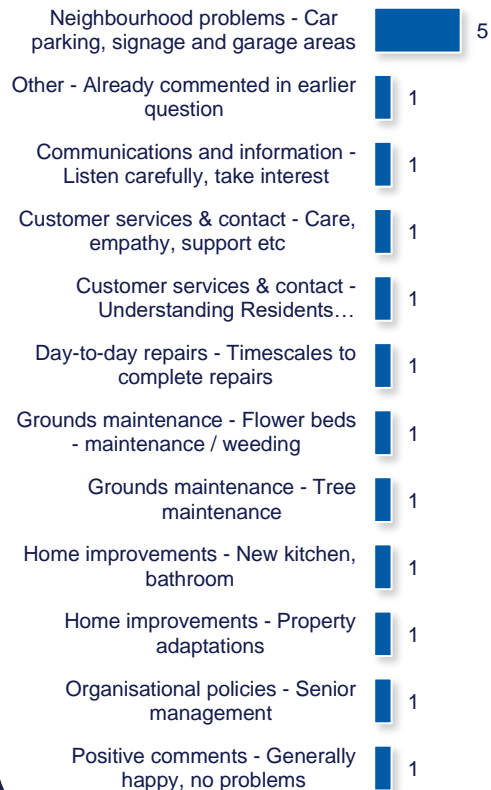 Neighbourhood problems - Car
parking, signage and garage areas
5
Other - Already commented in earlier
question
1
Communications and information -
Listen carefully, take interest
1
Customer services & contact - Care,
empathy, support etc
1
Customer services & contact -
Understanding Residents…
1
Day-to-day repairs - Timescales to
complete repairs
1
Grounds maintenance - Flower beds
- maintenance / weeding
1
Grounds maintenance - Tree
maintenance
1
Home improvements - New kitchen,
bathroom
1
Home improvements - Property
adaptations
1
Organisational policies - Senior
management
1
Positive comments - Generally
happy, no problems
1